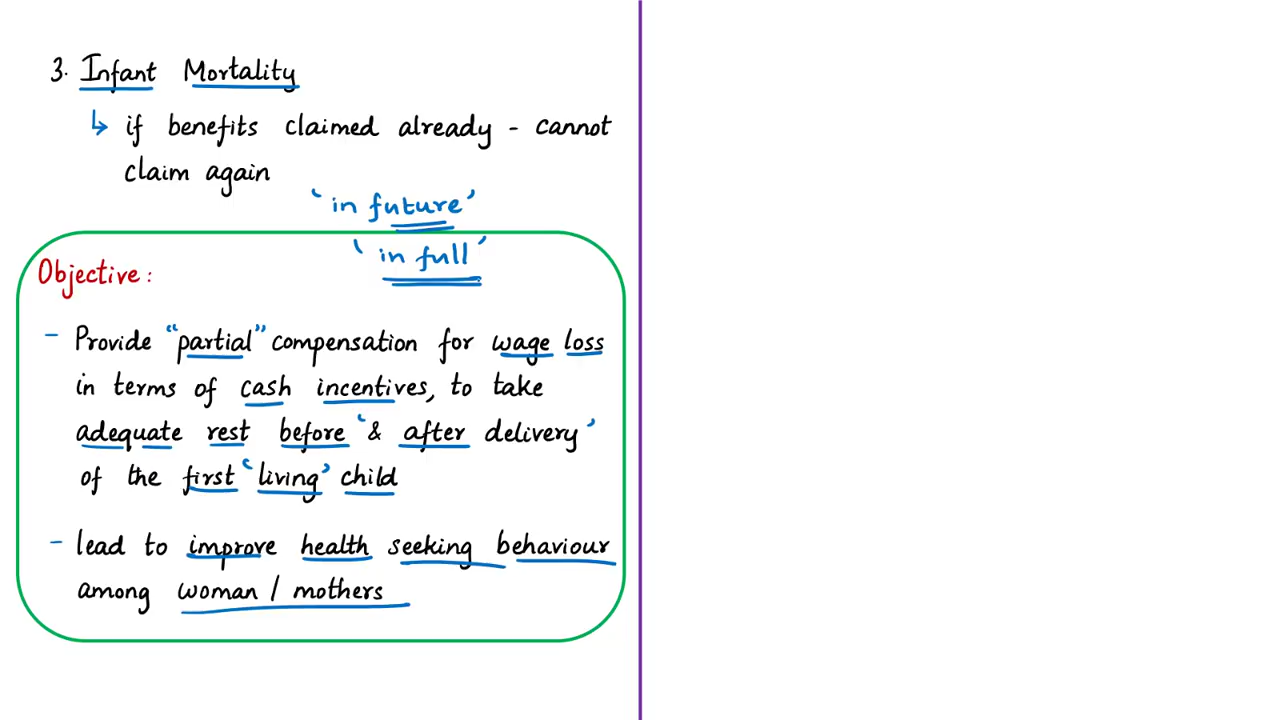 3. Infant Mortality
↳ if benefits claimed already - cannot
claim again
‘in future’
‘in full’
Objective:
- Provide “partial” compensation for wage loss
in terms of cash incentives, to take
adequate rest before ‘& after delivery’
of the first ‘living’ child
- lead to improve health seeking behaviour
among woman / mothers